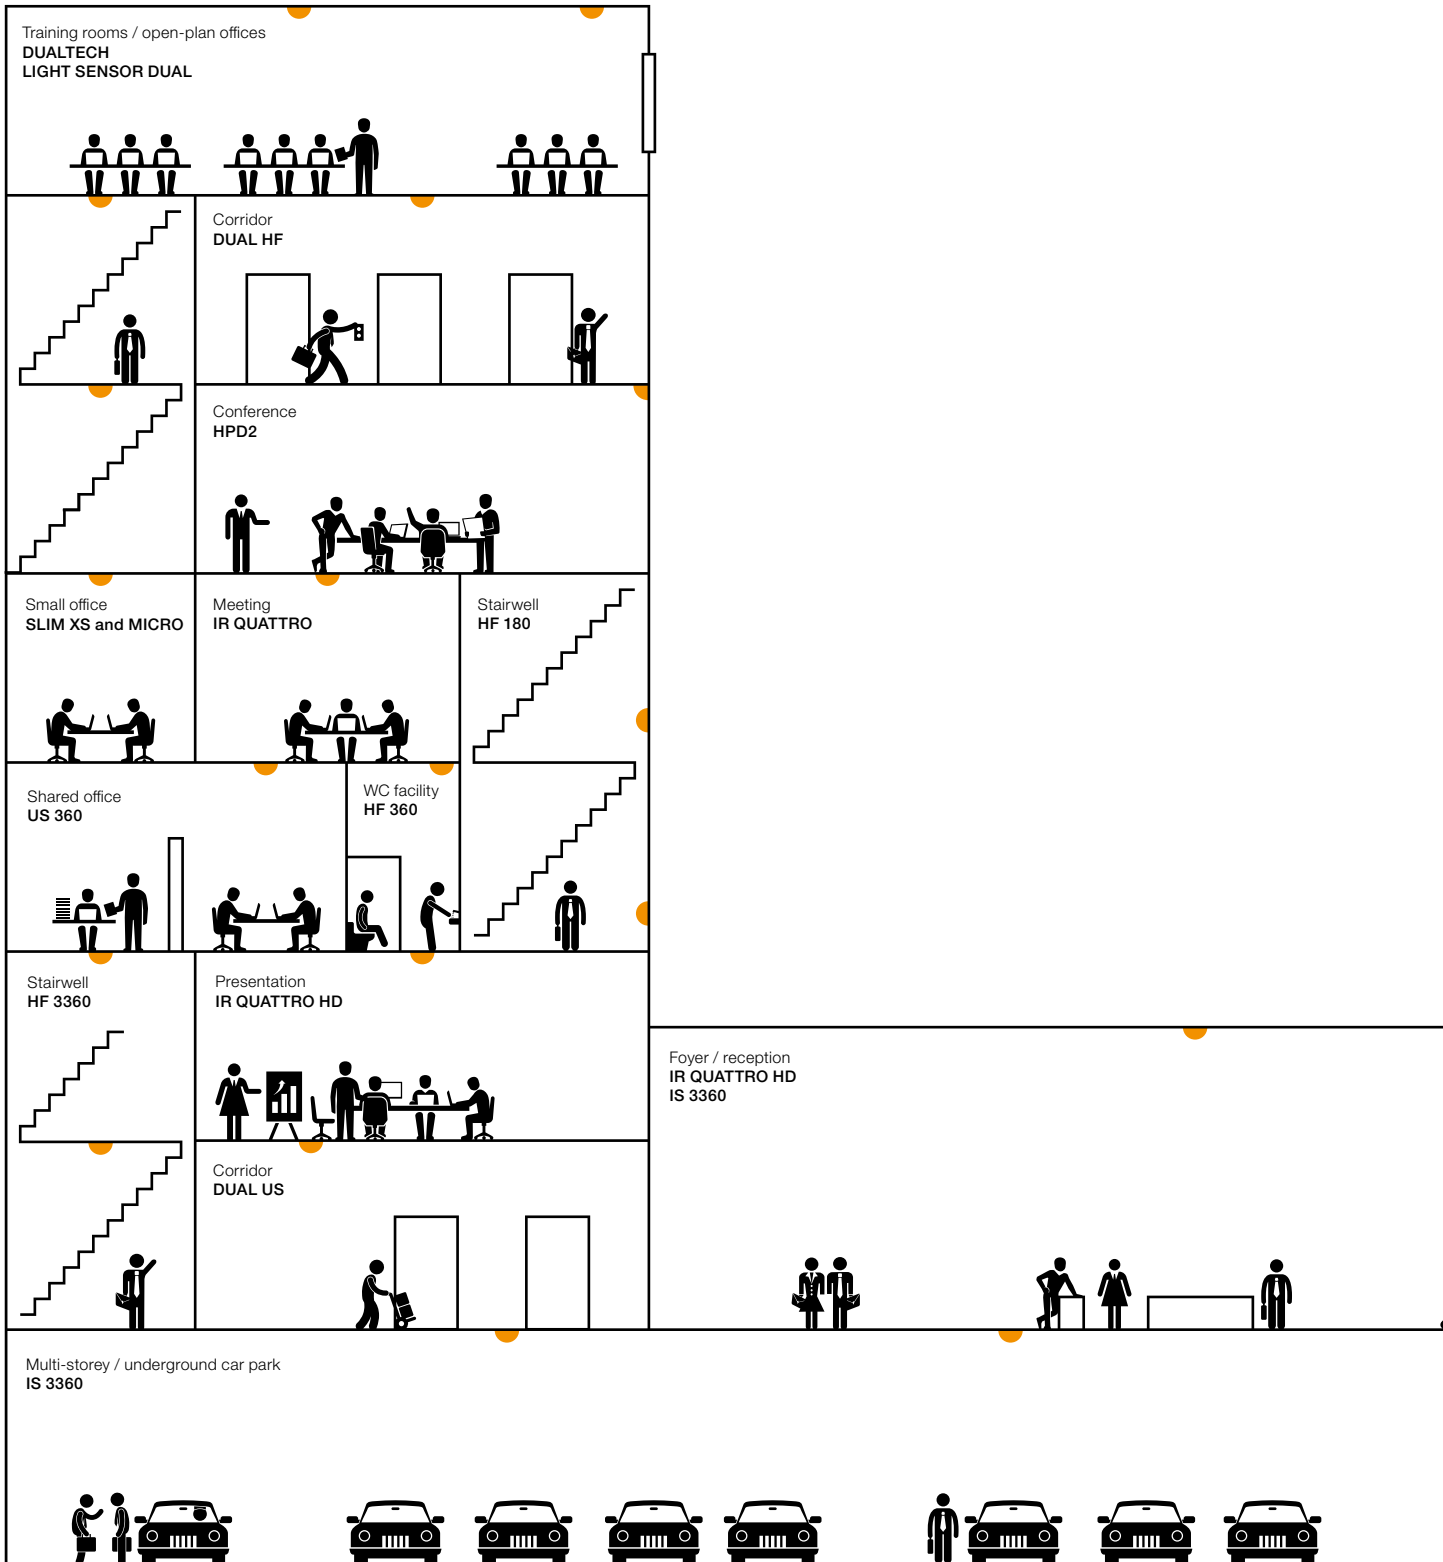 Training rooms / open-plan offices
DUALTECH
LIGHT SENSOR DUAL
Corridor
DUAL HF
Conference
HPD2
Small office
SLIM XS and MICRO
Meeting
IR QUATTRO
Stairwell
HF 180
Shared office
US 360
WC facility
HF 360
Stairwell
HF 3360
Presentation
IR QUATTRO HD
Foyer / reception
IR QUATTRO HD
IS 3360
Corridor
DUAL US
Multi-storey / underground car park
IS 3360